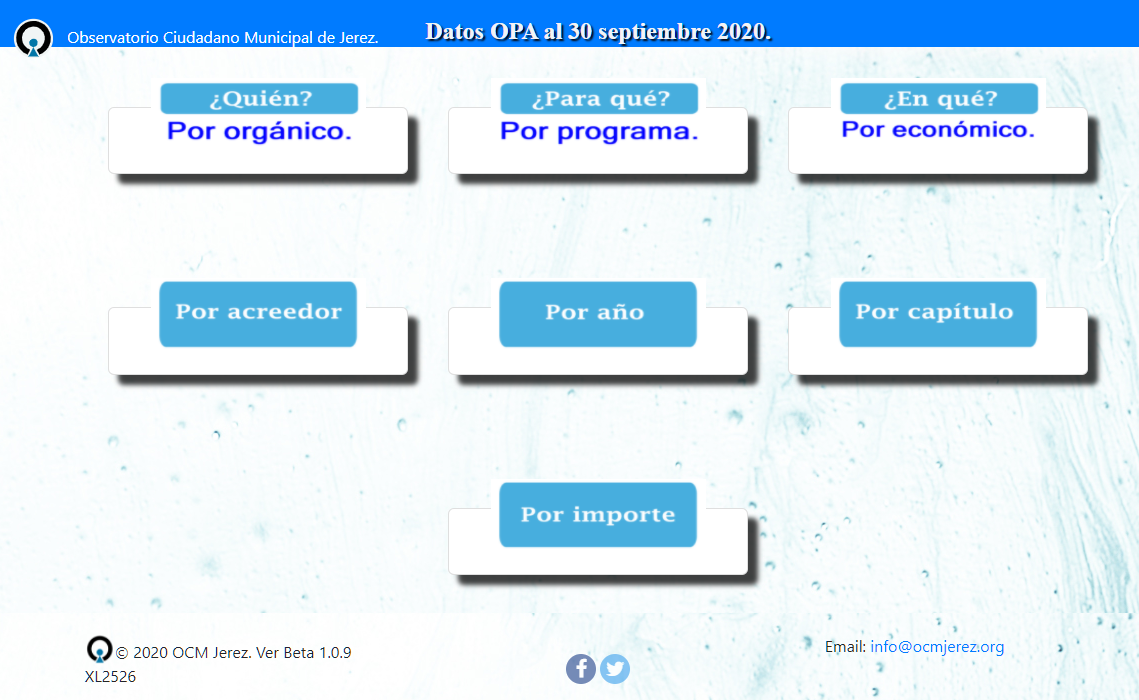 Observatorio Ciudadano Municipal de Jerez.
Datos OPA al 30 septiembre 2020.
¿Quién?
Por orgánico.
¿Para qué?
Por programa.
¿En qué?
Por económico.
Por acreedor
Por año
Por capítulo
Por importe
© 2020 OCM Jerez. Ver Beta 1.0.9
XL2526
Email: info@ocmjerez.org